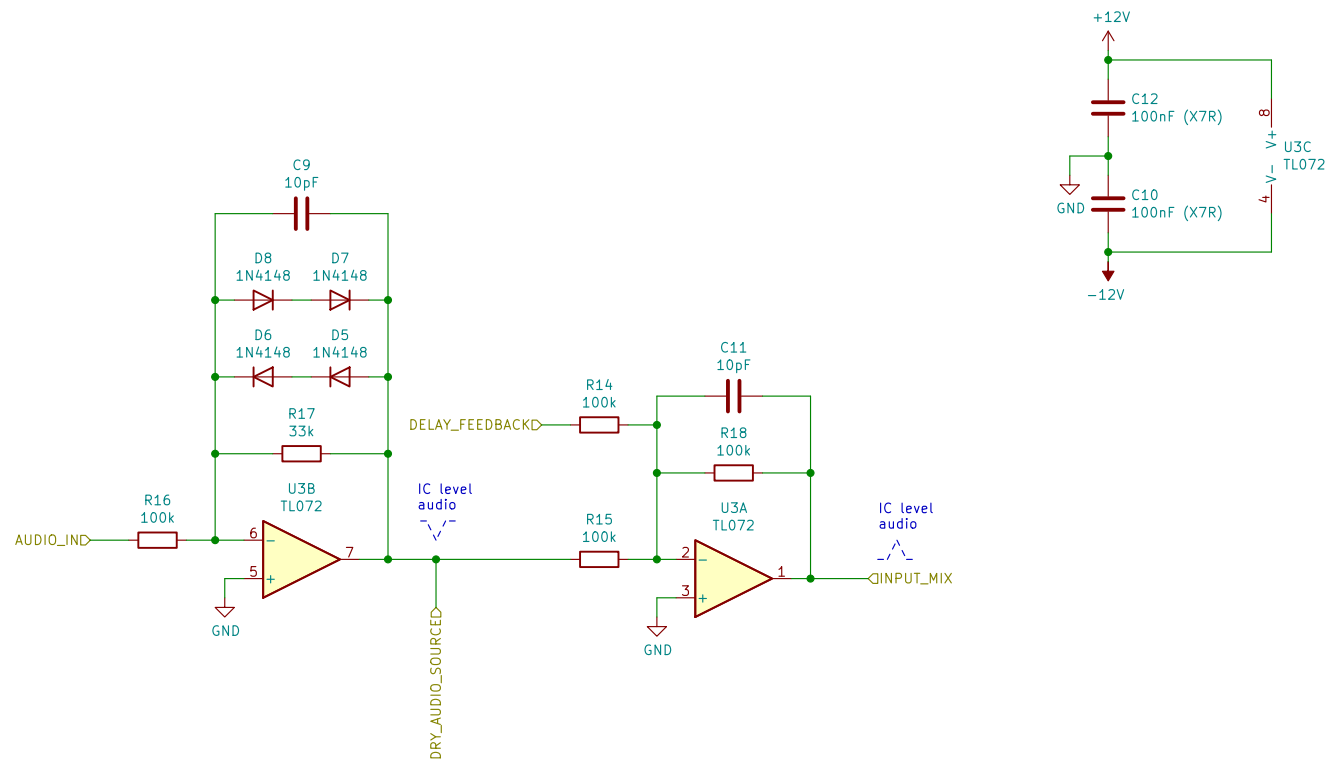 +12V
C12
100nF (X7R)
8
V+
U3C
TL072
V-
4
GND
C10
100nF (X7R)
-12V
C9
10pF
D8
1N4148
D7
1N4148
D6
1N4148
D5
1N4148
R17
33k
U3B
TL072
R16
100k
AUDIO_IN
6
-
5
+
7
GND
IC level
audio
DRY_AUDIO_SOURCE
C11
10pF
R14
100k
DELAY_FEEDBACK
R18
100k
R15
100k
U3A
TL072
2
-
3
+
1
GND
IC level
audio
INPUT_MIX